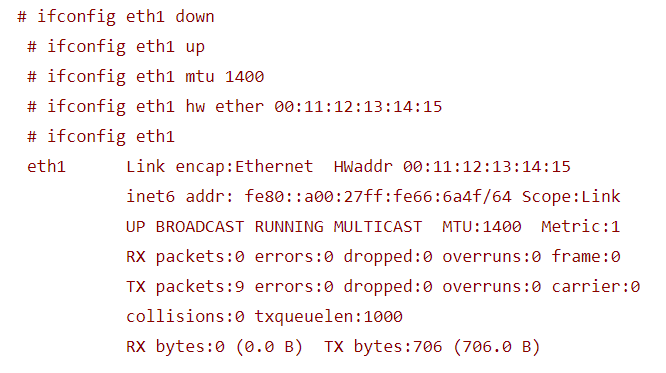 # ifconfig eth1 down
# ifconfig eth1 up
# ifconfig eth1 mtu 1400
# ifconfig eth1 hw ether 00:11:12:13:14:15
# ifconfig eth1
eth1 Link encap:Ethernet HWaddr 00:11:12:13:14:15
inet6 addr: fe80::a00:27ff:fe66:6a4f/64 Scope:Link
UP BROADCAST RUNNING MULTICAST MTU:1400 Metric:1
RX packets:0 errors:0 dropped:0 overruns:0 frame:0
TX packets:9 errors:0 dropped:0 overruns:0 carrier:0
collisions:0 txqueuelen:1000
RX bytes:0 (0.0 B) TX bytes:706 (706.0 B)